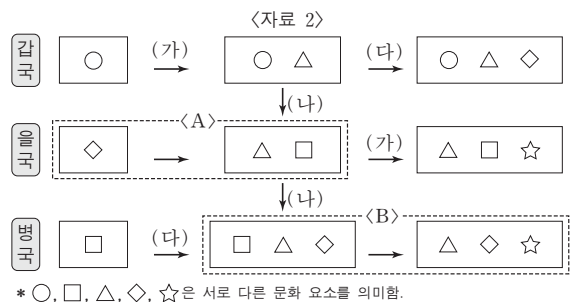 〈자료 2〉
갑국 (가) (다)
(나)
〈A〉
을국 (가)
(나)
〈B〉
병국 (다)
* ○, □, △, ◇, ☆은 서로 다른 문화 요소를 의미함.